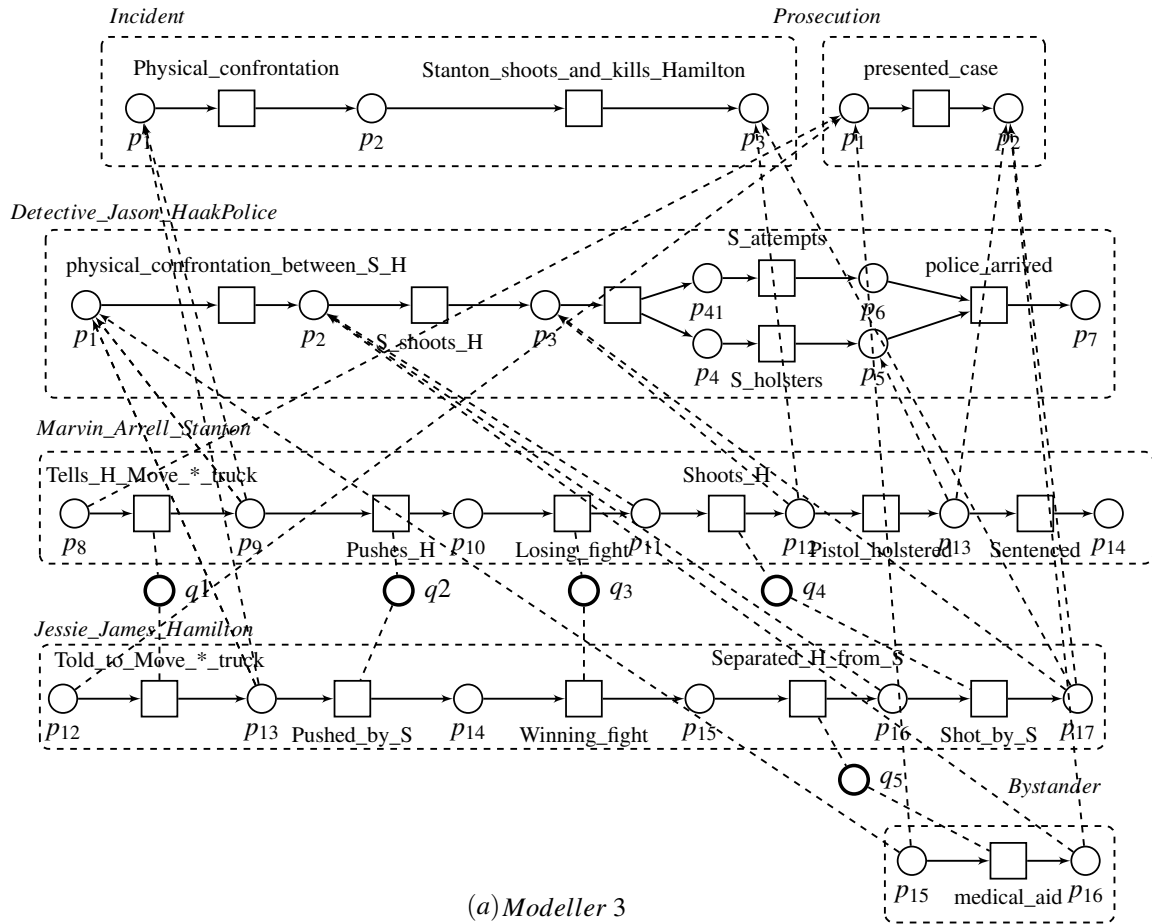 Incident
Prosecution
Physical_confrontation
Stanton_shoots_and_kills_Hamilton
presented_case
p1 p2 p3 p1 p2
Detective_Jason_HaakPolice
S_attempts
physical_confrontation_between_S_H
police_arrived
p1 p2 p3 p41 p6 p7
S_shoots_H
p4 p5
S_holsters
Marvin_Arrell_Stanton
Tells_H_Move_*_truck
Shoots_H
p8 p9 p10 p11 p12 p13 p14
Pushes_H Losing_fight Pistol_holstered Sentenced
q1 q2 q3 q4
Jessie_James_Hamilton
Told_to_Move_*_truck
Separated_H_from_S
p12 p13 p14 p15 p16 p17
Pushed_by_S Winning_fight Shot_by_S
q5
Bystander
p15 medical_aid p16
(a) Modeller 3